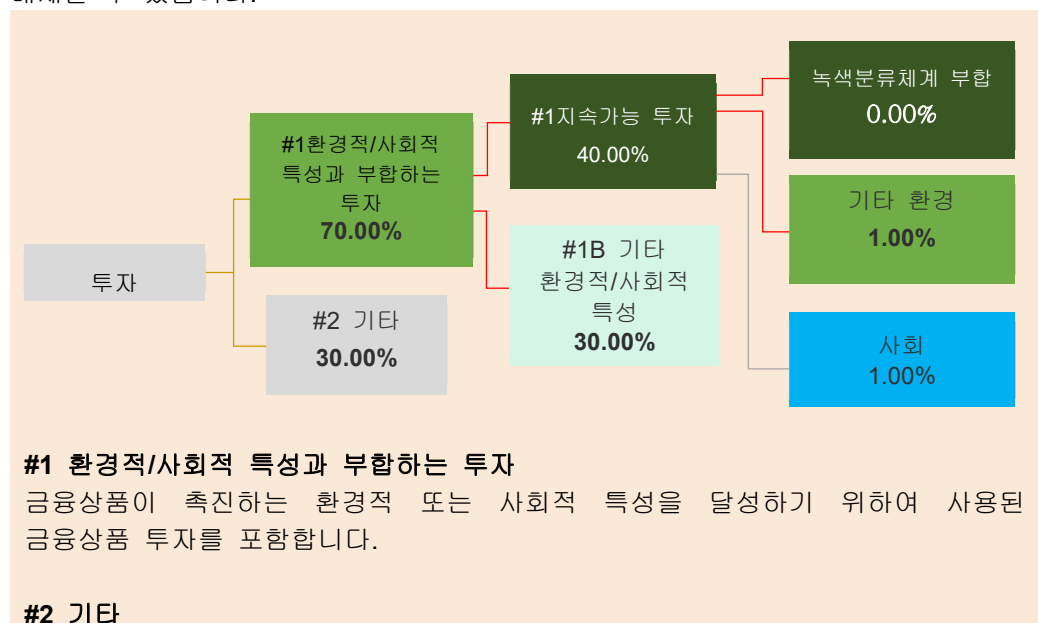 투자
#1환경적/사회적
특성과 부합하는
투자
70.00%
#2 기타
30.00%
#1지속가능 투자
40.00%
#1B 기타
환경적/사회적
특성
30.00%
녹색분류체계 부합
0.00%
기타 환경
1.00%
사회
1.00%
#1 환경적/사회적 특성과 부합하는 투자
금융상품이 촉진하는 환경적 또는 사회적 특성을 달성하기 위하여 사용된
금융상품 투자를 포함합니다.
#2 기타